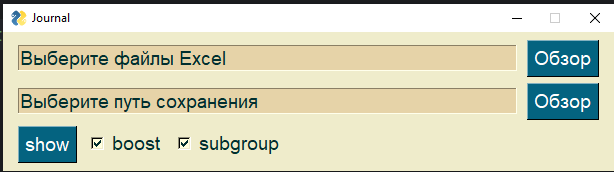 Journal
Выберите файлы Excel Обзор
Выберите путь сохранения Обзор
show boost subgroup